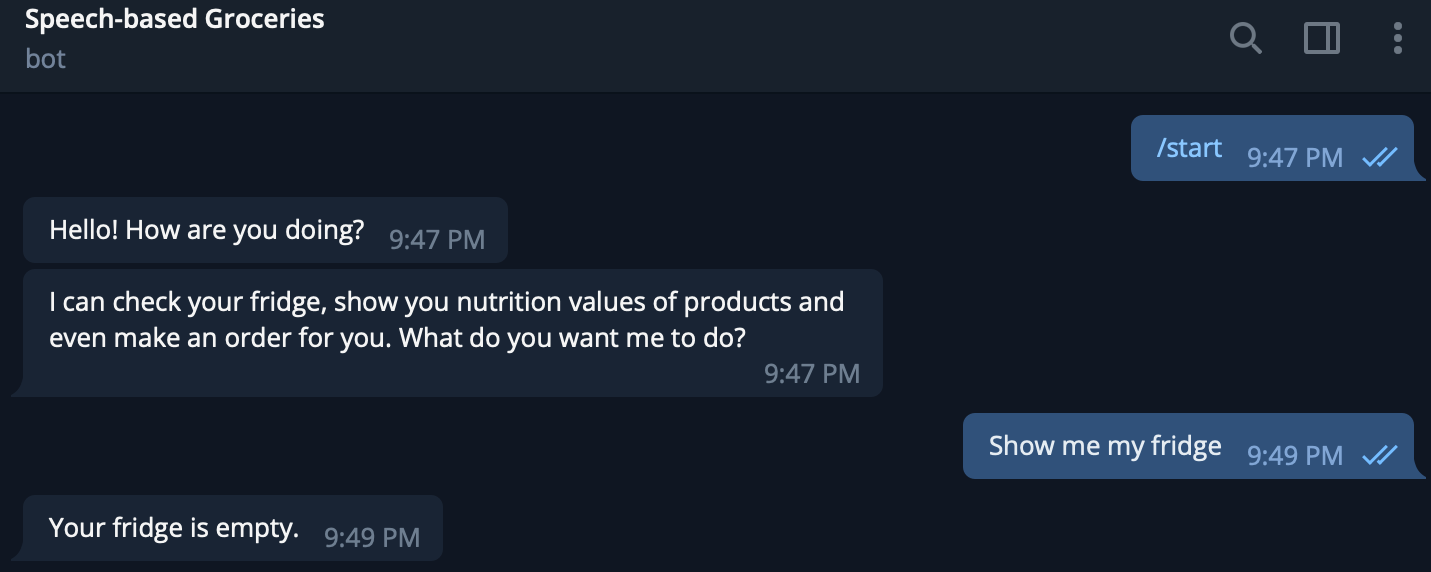 Speech-based Groceries
bot
/start 9:47 PM
Hello! How are you doing? 9:47 PM
I can check your fridge, show you nutrition values of products and
even make an order for you. What do you want me to do?
9:47 PM
Show me my fridge 9:49 PM
Your fridge is empty. 9:49 PM